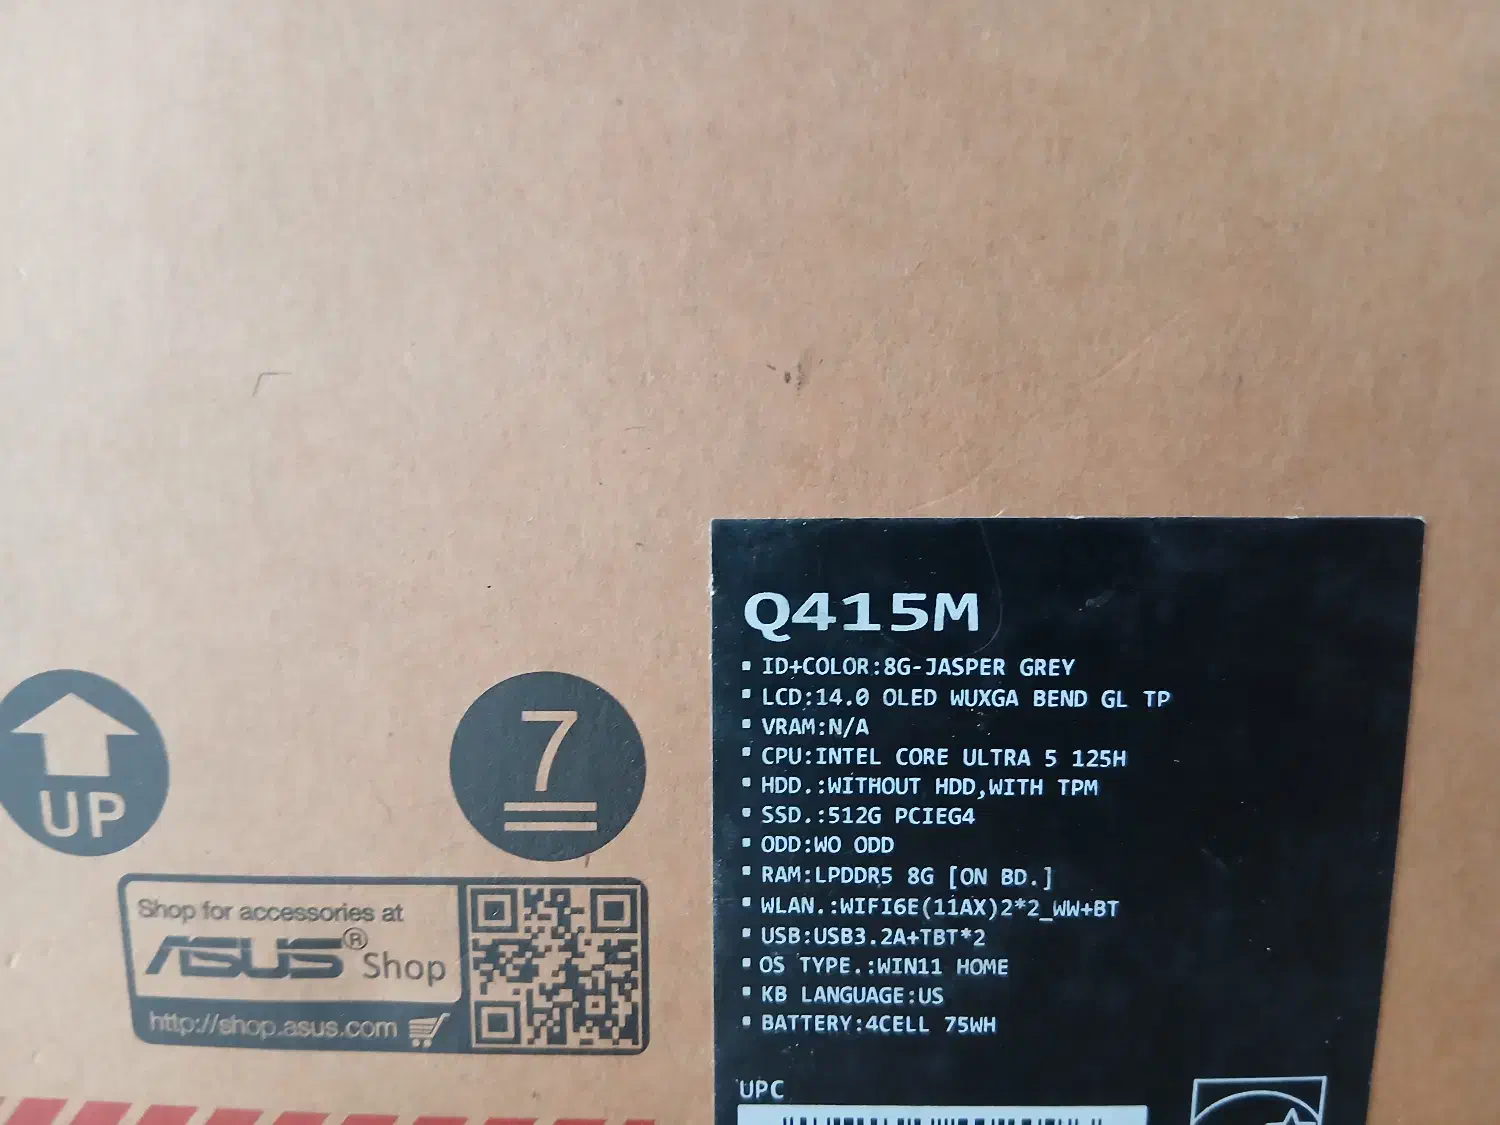 UP
7
Shop for accessories at
ASUS® Shop
http://shop.asus.com
Q415M
▪ ID+COLOR:8G-JASPER GREY
▪ LCD:14.0 OLED WUXGA BEND GL TP
▪ VRAM:N/A
▪ CPU:INTEL CORE ULTRA 5 125H
▪ HDD.:WITHOUT HDD,WITH TPM
▪ SSD.:512G PCIEG4
▪ ODD:WO ODD
▪ RAM:LPDDR5 8G [ON BD.]
▪ WLAN.:WIFI6E(11AX)2*2_WW+BT
▪ USB:USB3.2A+TBT*2
▪ OS TYPE.:WIN11 HOME
▪ KB LANGUAGE:US
▪ BATTERY:4CELL 75WH
UPC